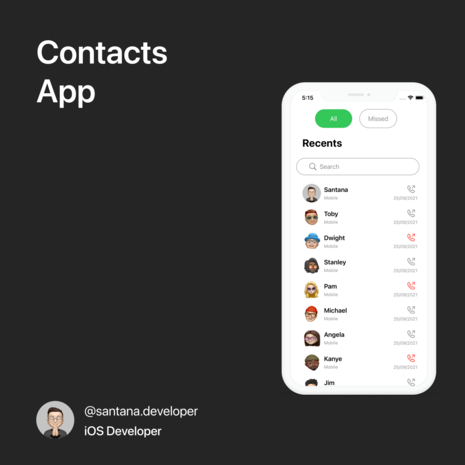 Contacts
App
5:15
All
Missed
Recents
Search
Santana
Mobile
20/09/2021
Toby
Mobile
20/09/2021
Dwight
Mobile
20/09/2021
Stanley
Mobile
20/09/2021
Pam
Mobile
20/09/2021
Michael
Mobile
20/09/2021
Angela
Mobile
20/09/2021
Kanye
Mobile
20/09/2021
Jim
@santana.developer
iOS Developer